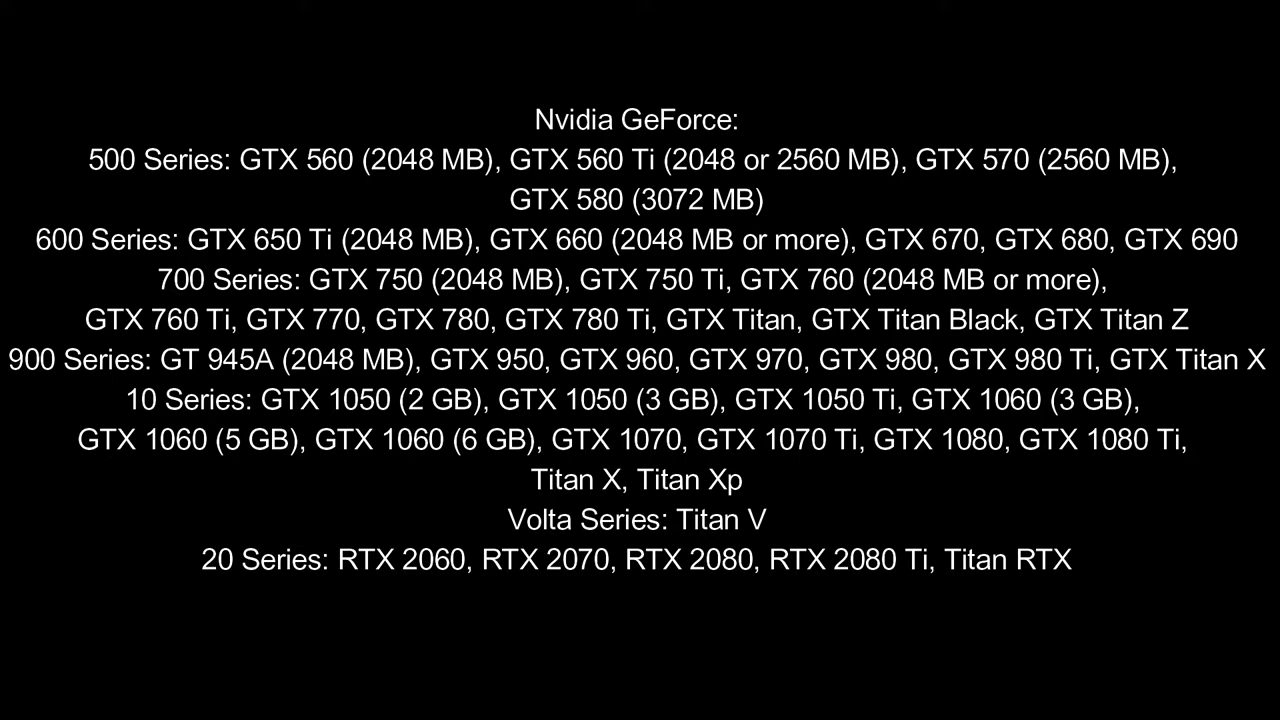 Nvidia GeForce:
500 Series: GTX 560 (2048 MB), GTX 560 Ti (2048 or 2560 MB), GTX 570 (2560 MB),
GTX 580 (3072 MB)
600 Series: GTX 650 Ti (2048 MB), GTX 660 (2048 MB or more), GTX 670, GTX 680, GTX 690
700 Series: GTX 750 (2048 MB), GTX 750 Ti, GTX 760 (2048 MB or more),
GTX 760 Ti, GTX 770, GTX 780, GTX 780 Ti, GTX Titan, GTX Titan Black, GTX Titan Z
900 Series: GT 945A (2048 MB), GTX 950, GTX 960, GTX 970, GTX 980, GTX 980 Ti, GTX Titan X
10 Series: GTX 1050 (2 GB), GTX 1050 (3 GB), GTX 1050 Ti, GTX 1060 (3 GB),
GTX 1060 (5 GB), GTX 1060 (6 GB), GTX 1070, GTX 1070 Ti, GTX 1080, GTX 1080 Ti,
Titan X, Titan Xp
Volta Series: Titan V
20 Series: RTX 2060, RTX 2070, RTX 2080, RTX 2080 Ti, Titan RTX